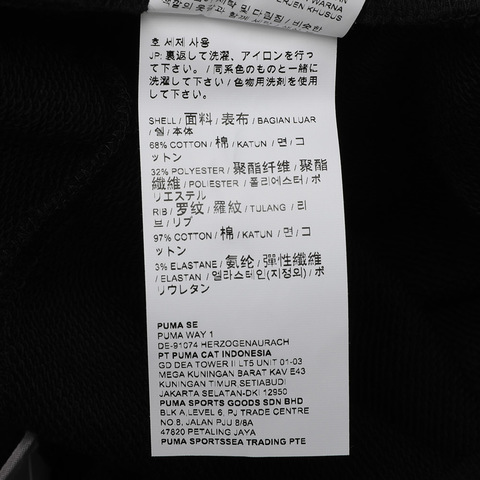 WARNA
ERJEN KHUSUS
호 세제 사용
JP: 裏返して洗濯、アイロンを行っ
て下さい。/ 同系色のものと一緒に
洗濯して下さい / 色物用洗剤を使用
して下さい。
SHELL / 面料 / 表布 / BAGIAN LUAR
/ 쉘 / 本体
68% COTTON / 棉 / KATUN / 면 / コ
ットン
32% POLYESTER / 聚酯纤维 / 聚酯
纖維 / POLIESTER / 폴리에스터 / ポ
リエステル
RIB / 罗纹 / 羅紋 / TULANG / 리
브 / リブ
97% COTTON / 棉 / KATUN / 면 / コ
ットン
3% ELASTANE / 氨纶 / 彈性纖維
/ ELASTAN / 엘라스테인(지정외) / ポ
リウレタン
PUMA SE
PUMA WAY 1
DE-91074 HERZOGENAURACH
PT PUMA CAT INDONESIA
GD DEA TOWER II LT5 UNIT 01-03
MEGA KUNINGAN BARAT KAV E43
KUNINGAN TIMUR SETIABUDI
JAKARTA SELATAN-DKI 12950
PUMA SPORTS GOODS SDN BHD
BLK A,LEVEL 6, PJ TRADE CENTRE
NO.8, JALAN PJU 8/8A
47820 PETALING JAYA
PUMA SPORTSSEA TRADING PTE